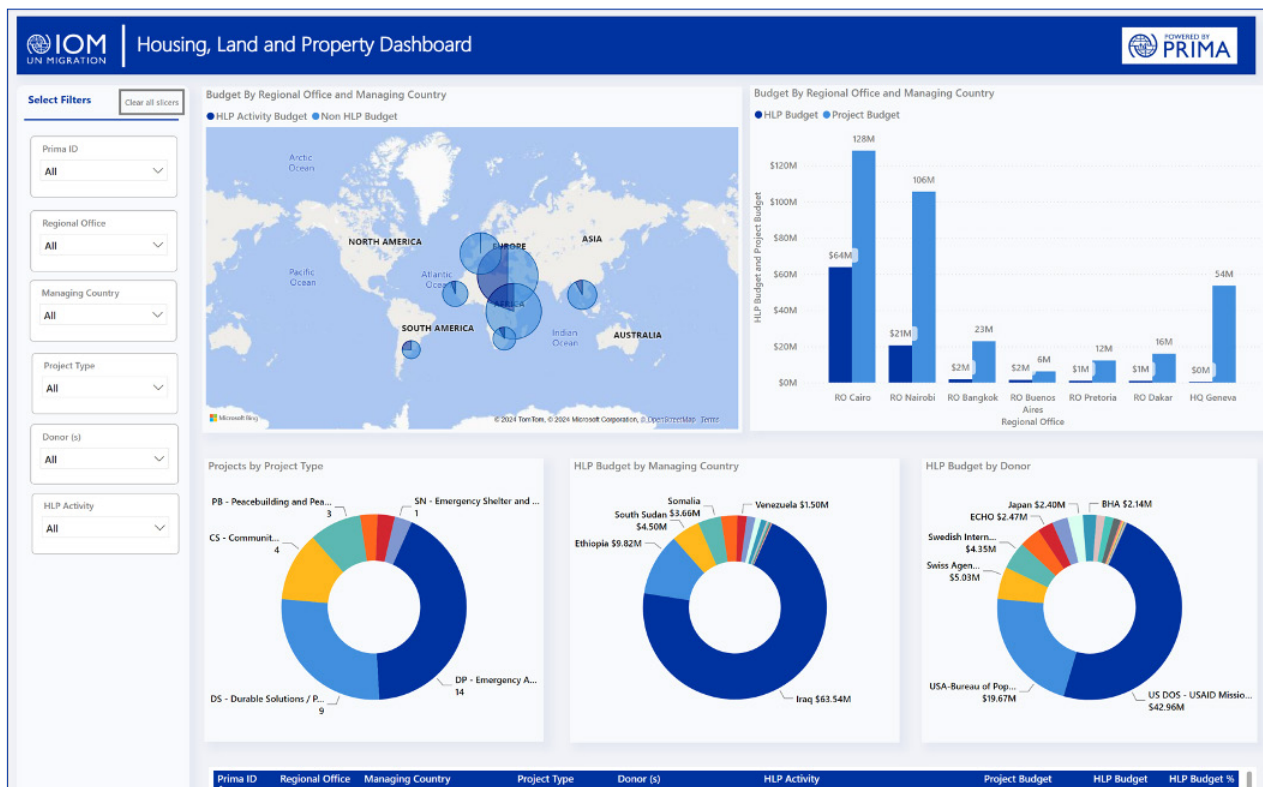 IOM
UN MIGRATION
Housing, Land and Property Dashboard
POWERED BY
PRIMA
Select Filters
Clear all slicers
Prima ID
All
Regional Office
All
Managing Country
All
Project Type
All
Donor (s)
All
HLP Activity
All
Budget By Regional Office and Managing Country
HLP Activity Budget Non HLP Budget
Arctic
Ocean
NORTH AMERICA
EUROPE
ASIA
Pacific
Ocean
Atlantic
Ocean
AFRICA
SOUTH AMERICA
Indian
Ocean
AUSTRALIA
Microsoft Bing
© 2024 TomTom, © 2024 Microsoft Corporation, © OpenStreetMap Terms
Budget By Regional Office and Managing Country
HLP Budget Project Budget
HLP Budget and Project Budget
$120M
$100M
$80M
$60M
$40M
$20M
$0M
$64M
128M
$21M
106M
$2M
23M
$2M
6M
$1M
12M
$1M
16M
$0M
54M
RO Cairo
RO Nairobi
RO Bangkok
RO Buenos
Aires
RO Pretoria
RO Dakar
HQ Geneva
Regional Office
Projects by Project Type
PB - Peacebuilding and Pea...
3
SN - Emergency Shelter and ...
1
CS - Communit...
4
DS - Durable Solutions / P...
9
DP - Emergency A...
14
HLP Budget by Managing Country
Somalia
$3.66M
Venezuela $1.50M
South Sudan
$4.50M
Ethiopia $9.82M
Iraq $63.54M
HLP Budget by Donor
Japan $2.40M
BHA $2.14M
ECHO $2.47M
Swedish Intern...
$4.35M
Swiss Agen...
$5.03M
USA-Bureau of Pop...
$19.67M
US DOS - USAID Missio...
$42.96M
Prima ID Regional Office Managing Country Project Type Donor (s) HLP Activity Project Budget HLP Budget HLP Budget %